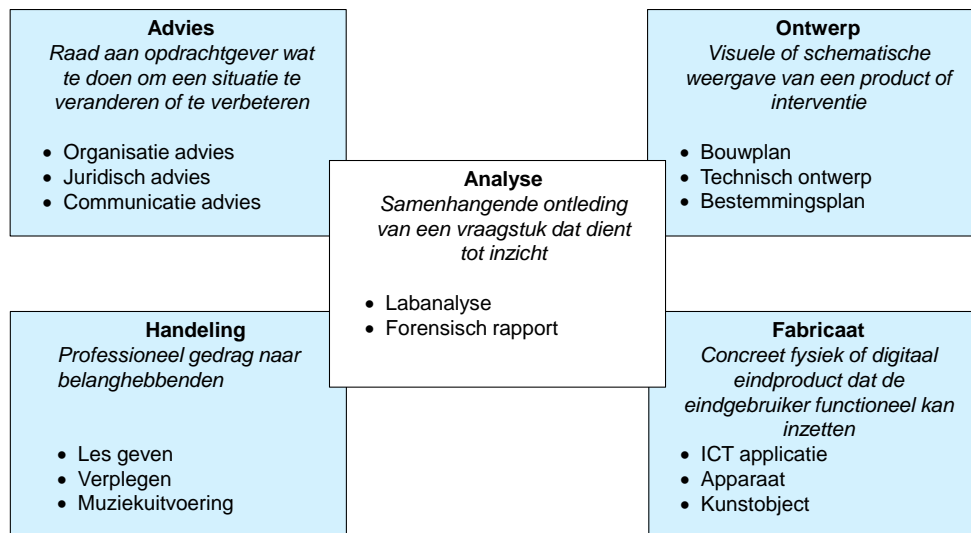 Advies
Raad aan opdrachtgever wat
te doen om een situatie te
veranderen of te verbeteren
• Organisatie advies
• Juridisch advies
• Communicatie advies
Ontwerp
Visuele of schematische
weergave van een product of
interventie
• Bouwplan
• Technisch ontwerp
• Bestemmingsplan
Analyse
Samenhangende ontleding
van een vraagstuk dat dient
tot inzicht
• Labanalyse
• Forensisch rapport
Handeling
Professioneel gedrag naar
belanghebbenden
• Les geven
• Verplegen
• Muziekuitvoering
Fabricaat
Concreet fysiek of digitaal
eindproduct dat de
eindgebruiker functioneel kan
inzetten
• ICT applicatie
• Apparaat
• Kunstobject